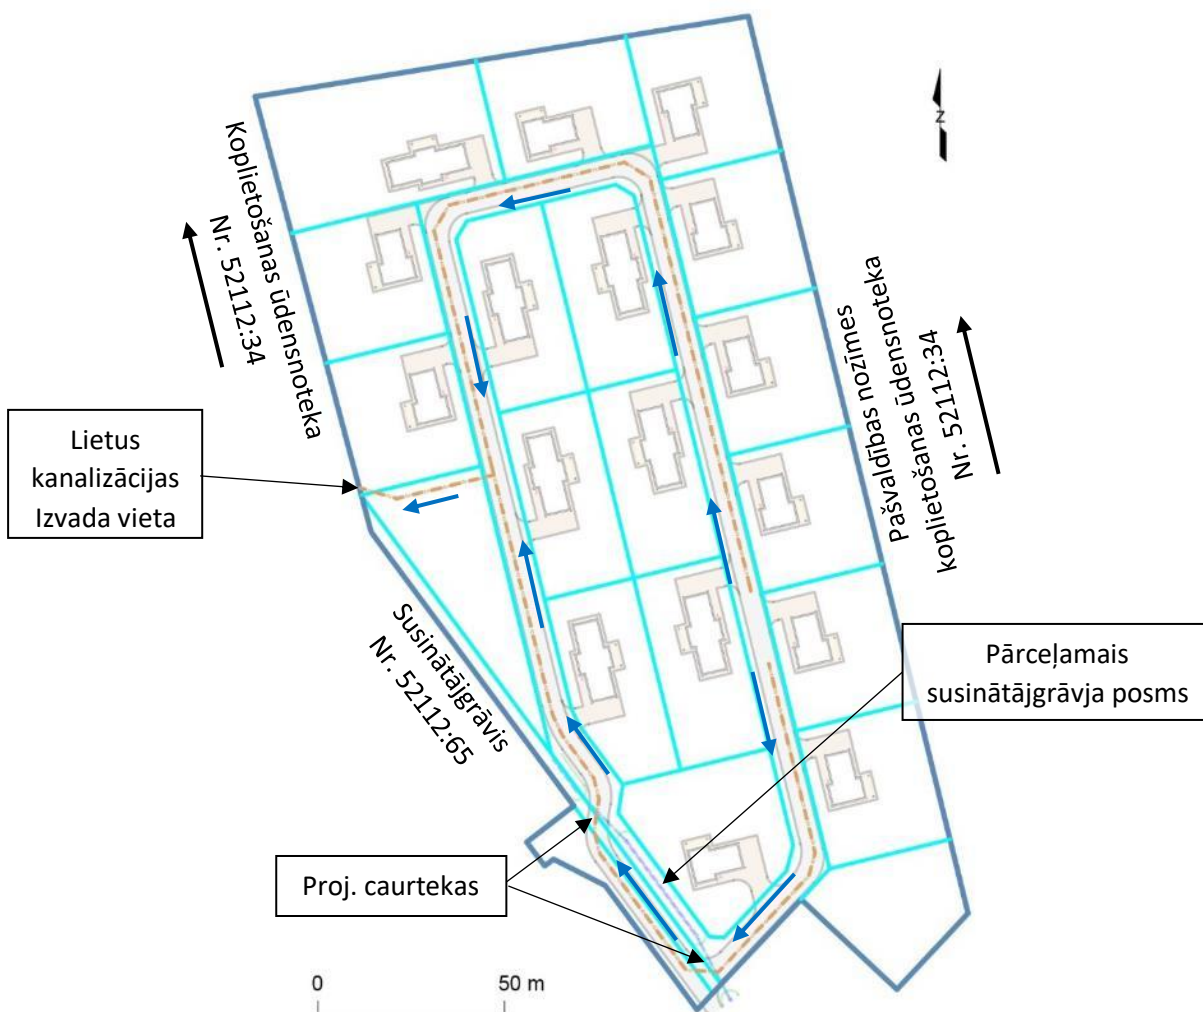 Z
Koplietošanas ūdensnoteka
Nr. 52112:34
Pašvaldības nozīmes
koplietošanas ūdensnoteka
Nr. 52112:34
Lietus
kanalizācijas
Izvada vieta
Susinātājgrāvis
Nr. 52112:65
Pārceļamais
susinātājgrāvja posms
Proj. caurtekas
0 50 m